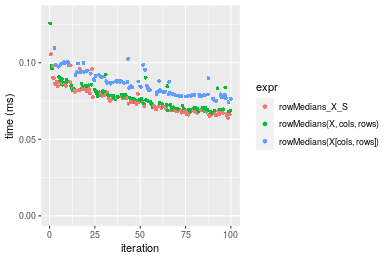 0.10
0.05
0.00
time (ms)
0
25
50
75
100
iteration
expr
rowMedians_X_S
rowMedians(X, cols, rows)
rowMedians(X[cols, rows])